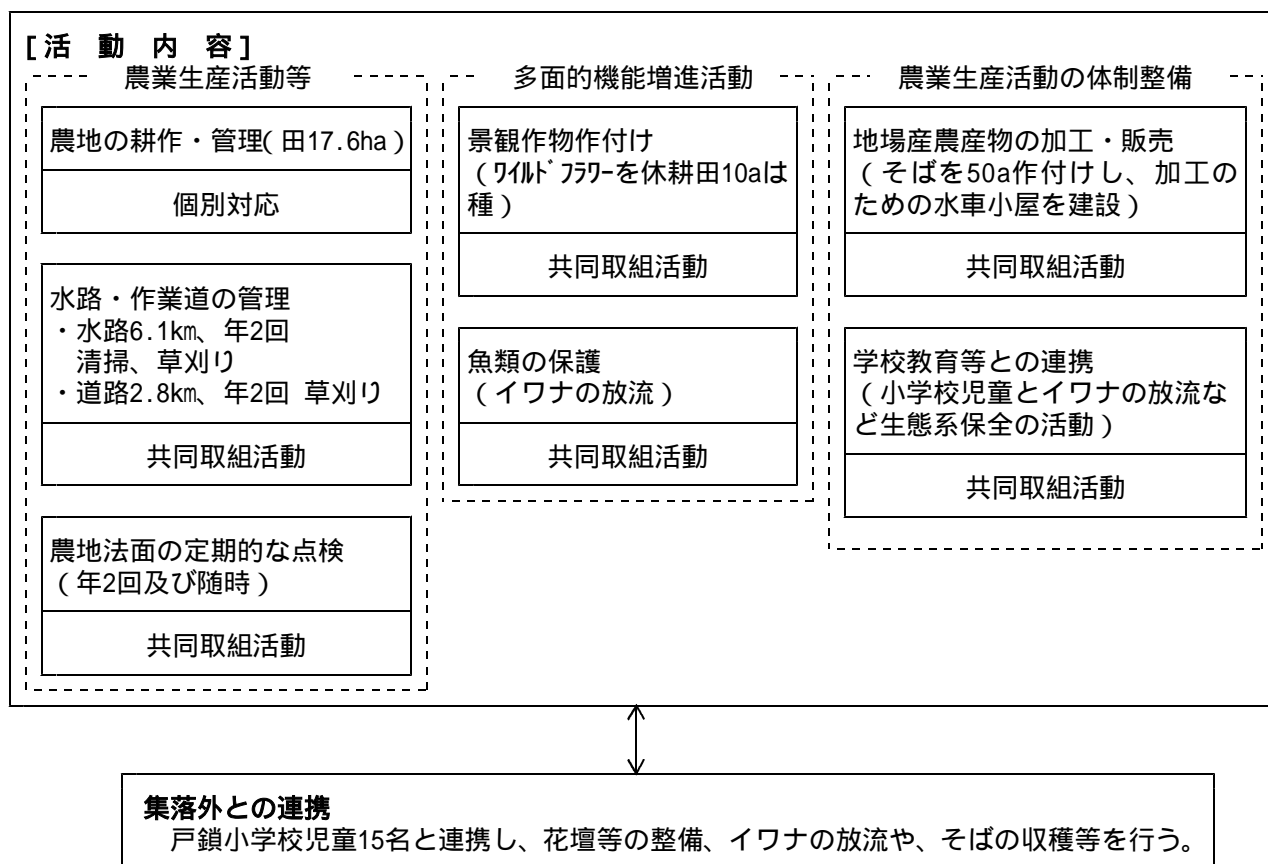 [活 動 内 容]
農業生産活動等
農地の耕作・管理(田17.6ha)
個別対応
水路・作業道の管理
・水路6.1㎞、年2回
清掃、草刈り
・道路2.8㎞、年2回 草刈り
共同取組活動
農地法面の定期的な点検
(年2回及び随時)
共同取組活動
多面的機能増進活動
景観作物作付け
(ワイルドフラワーを休耕田10aは
種)
共同取組活動
魚類の保護
(イワナの放流)
共同取組活動
農業生産活動の体制整備
地場産農産物の加工・販売
(そばを50a作付けし、加工の
ための水車小屋を建設)
共同取組活動
学校教育等との連携
(小学校児童とイワナの放流な
ど生態系保全の活動)
共同取組活動
集落外との連携
戸鎖小学校児童15名と連携し、花壇等の整備、イワナの放流や、そばの収穫等を行う。